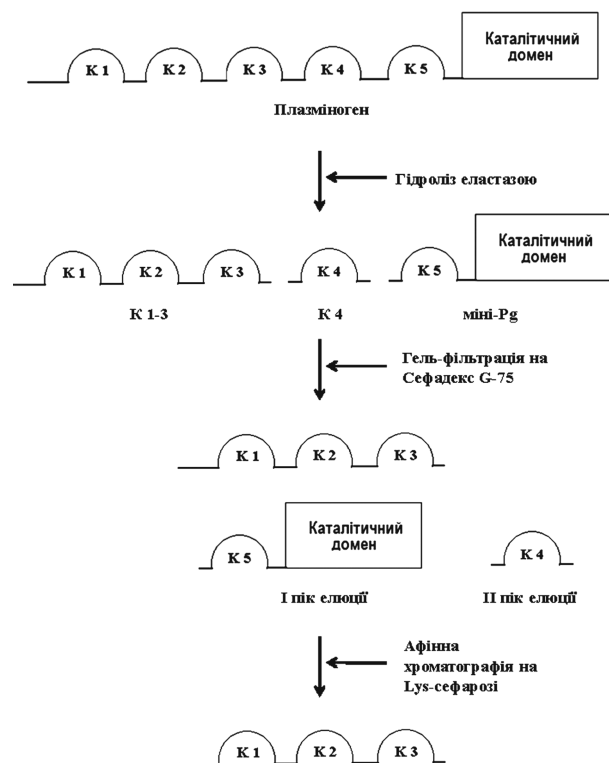 Каталітичний
домен
К 1 К 2 К 3 К 4 К 5
Плазміноген
Гідроліз еластазою
Каталітичний
домен
К 1 К 2 К 3 К 4 К 5
К 1-3 К 4 міні-Pg
Гель-фільтрація на
Сефадекс G-75
К 1 К 2 К 3
Каталітичний
домен
К 5 К 4
I пік елюції II пік елюції
Афінна
хроматографія на
Lys-сефарозі
К 1 К 2 К 3